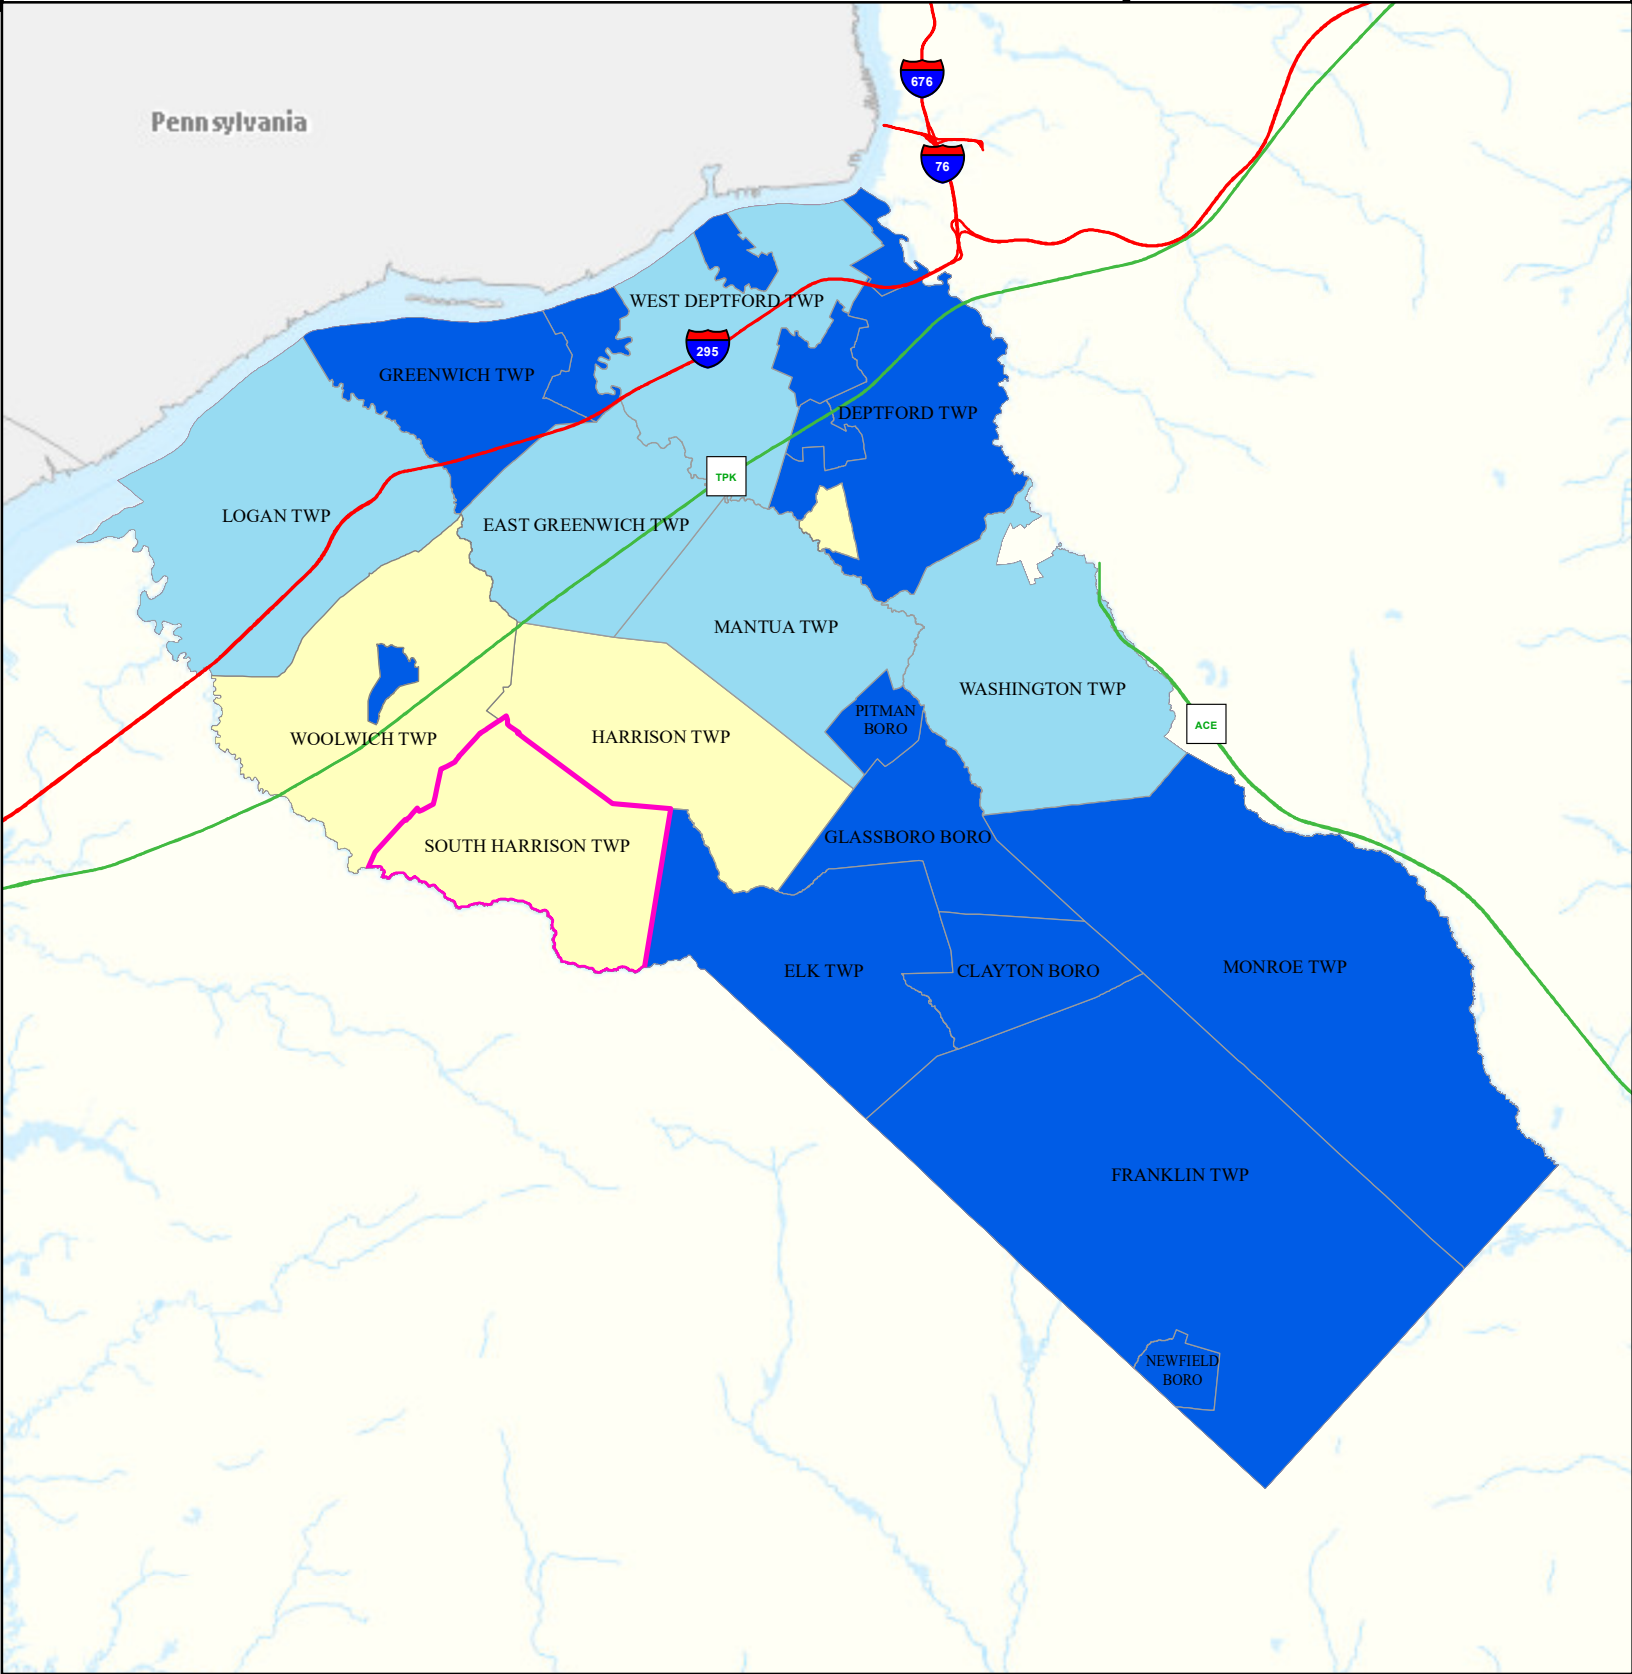 676
Pennsylvania
76
WEST DEPTFORD TWP
295
GREENWICH TWP
DEPTFORD TWP
TPK
LOGAN TWP
EAST GREENWICH TWP
MANTUA TWP
WASHINGTON TWP
PITMAN
BORO
ACE
WOOLWICH TWP
HARRISON TWP
GLASSBORO BORO
SOUTH HARRISON TWP
ELK TWP
CLAYTON BORO
MONROE TWP
FRANKLIN TWP
NEWFIELD
BORO